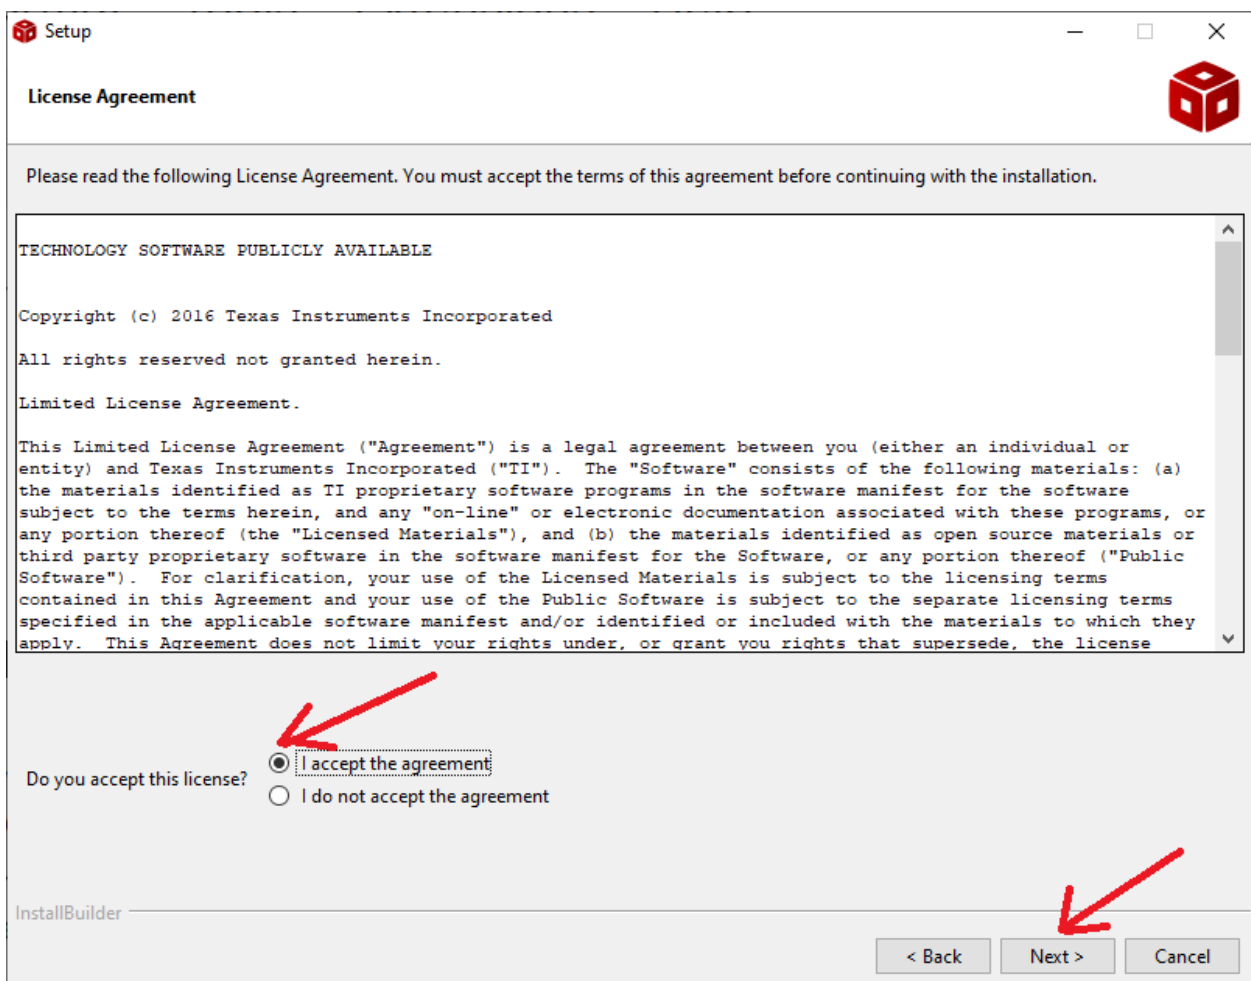 Setup
License Agreement
Please read the following License Agreement. You must accept the terms of this agreement before continuing with the installation.
TECHNOLOGY SOFTWARE PUBLICLY AVAILABLE
Copyright (c) 2016 Texas Instruments Incorporated
All rights reserved not granted herein.
Limited License Agreement.
This Limited License Agreement ("Agreement") is a legal agreement between you (either an individual or
entity) and Texas Instruments Incorporated ("TI").  The "Software" consists of the following materials: (a)
the materials identified as TI proprietary software programs in the software manifest for the software
subject to the terms herein, and any "on-line" or electronic documentation associated with these programs, or
any portion thereof (the "Licensed Materials"), and (b) the materials identified as open source materials or
third party proprietary software in the software manifest for the Software, or any portion thereof ("Public
Software").  For clarification, your use of the Licensed Materials is subject to the licensing terms
contained in this Agreement and your use of the Public Software is subject to the separate licensing terms
specified in the applicable software manifest and/or identified or included with the materials to which they
apply.  This Agreement does not limit your rights under, or grant you rights that supersede, the license
Do you accept this license?
I accept the agreement
I do not accept the agreement
InstallBuilder
< Back
Next >
Cancel